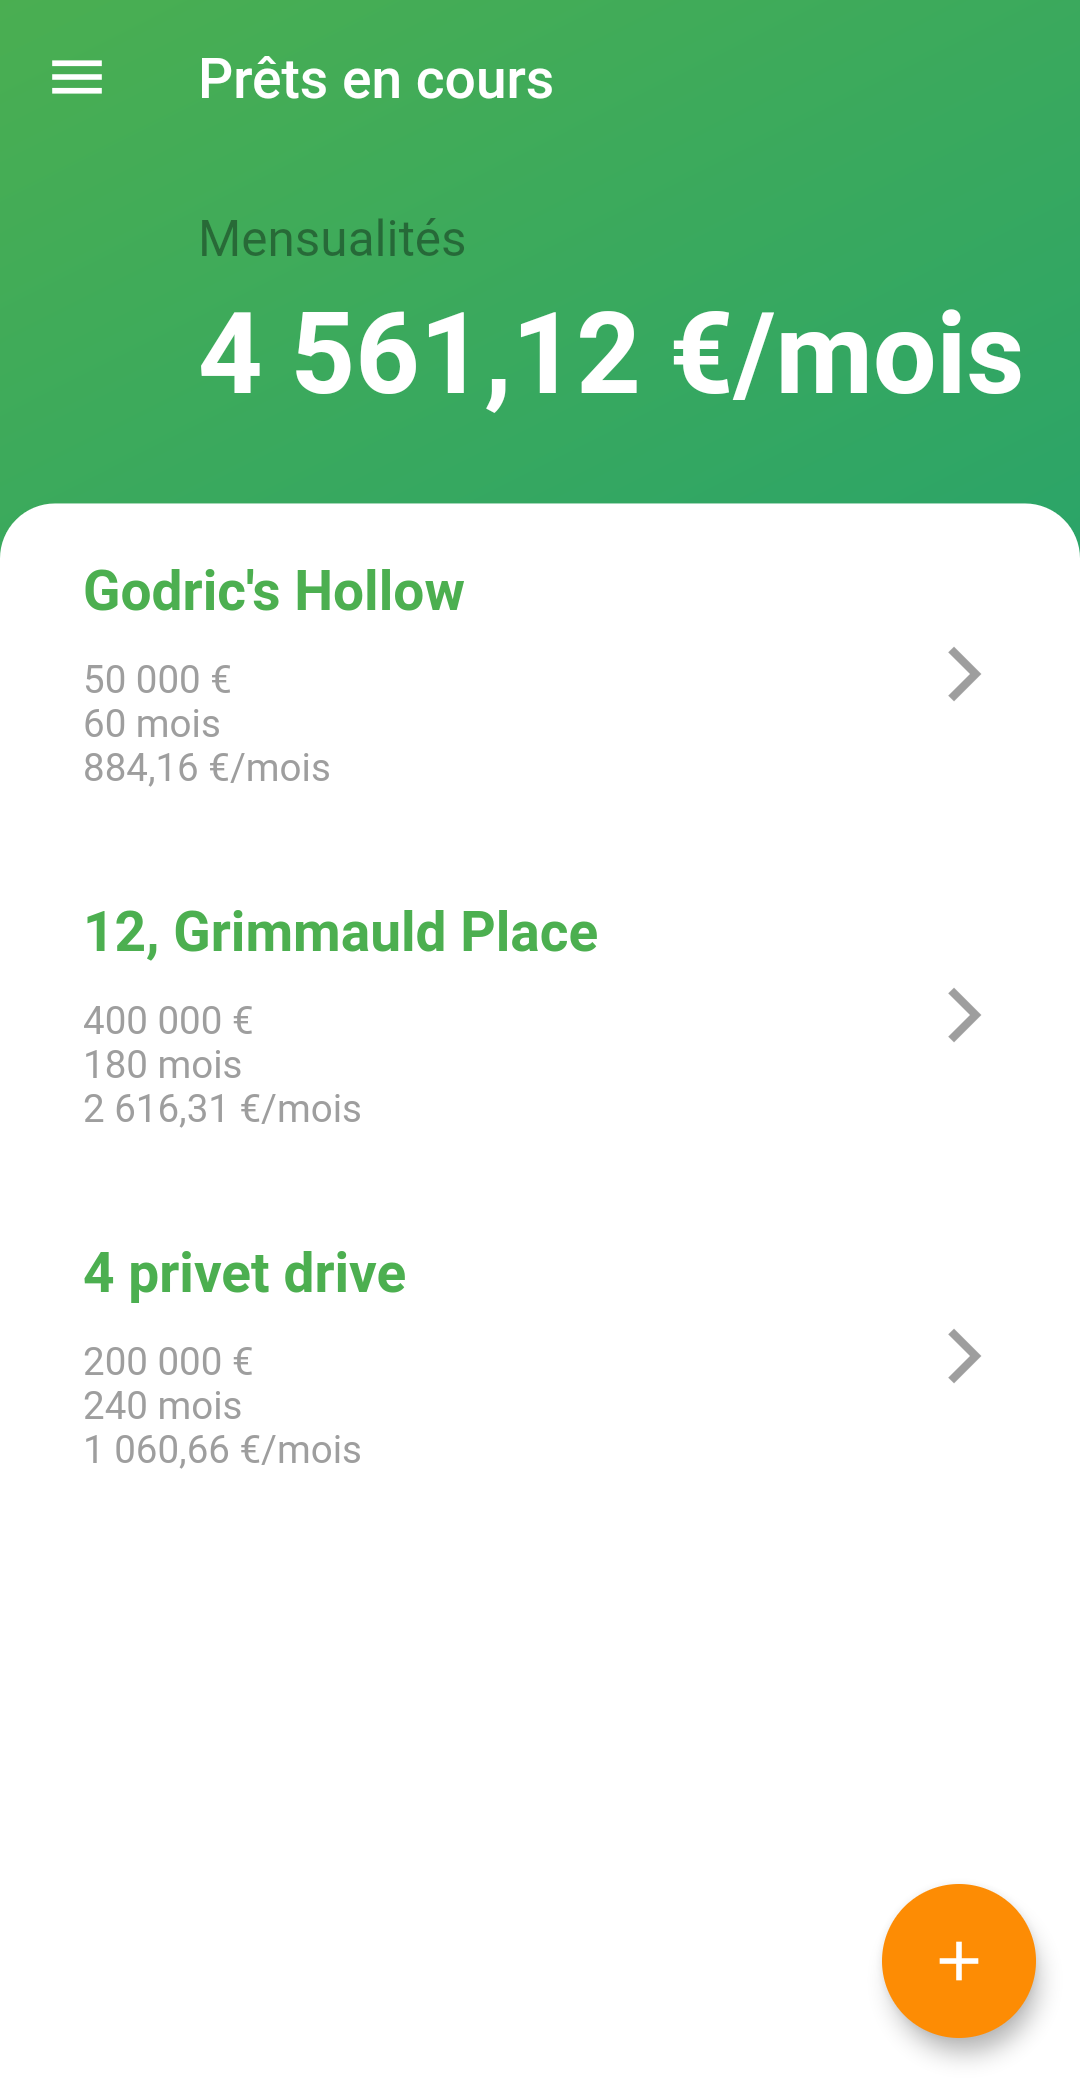 Prêts en cours
Mensualités
4 561,12 €/mois
Godric's Hollow
50 000 €
60 mois
884,16 €/mois
12, Grimmauld Place
400 000 €
180 mois
2 616,31 €/mois
4 privet drive
200 000 €
240 mois
1 060,66 €/mois